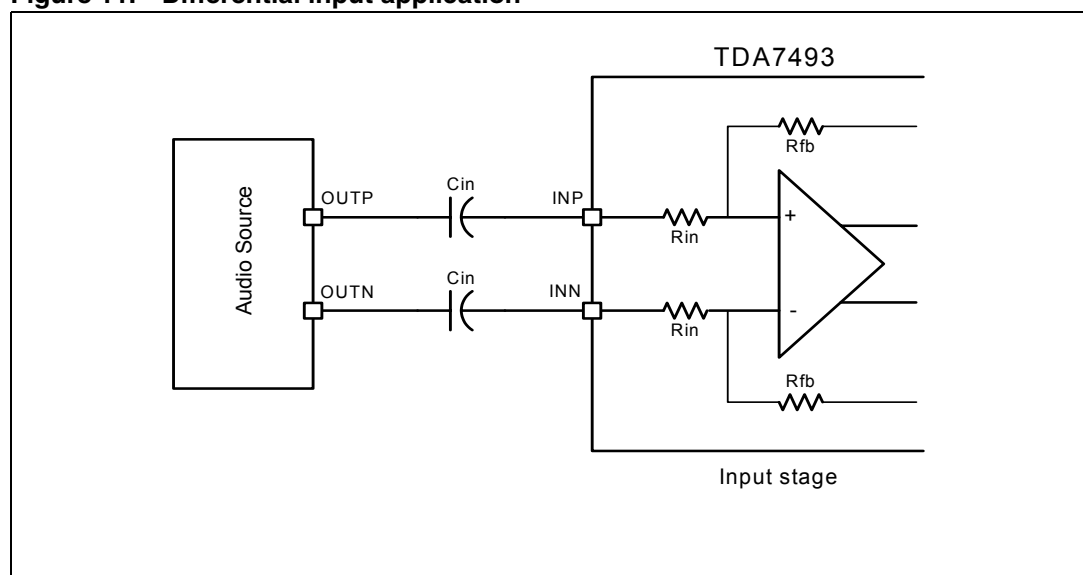 Figure Differential input application
TDA7493
Rfb
Audio Source
OUTP
Cin
INP
Rin
+
OUTN
Cin
INN
Rin
-
Rfb
Input stage